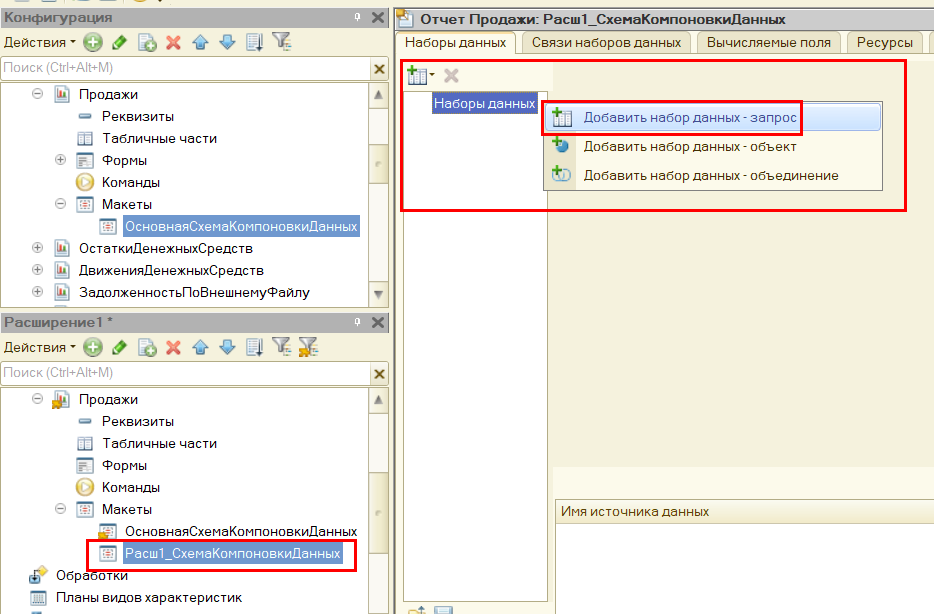 Конфигурация
Действия
Поиск (Ctrl+Alt+M)
Продажи
Реквизиты
Табличные части
Формы
Команды
Макеты
ОсновнаяСхемаКомпоновкиДанных
ОстаткиДенежныхСредств
ДвиженияДенежныхСредств
ЗадолженностьПоВнешнемуФайлу
Расширение1 *
Действия
Поиск (Ctrl+Alt+M)
Продажи
Реквизиты
Табличные части
Формы
Команды
Макеты
ОсновнаяСхемаКомпоновкиДанных
Расш1_СхемаКомпоновкиДанных
Обработки
Планы видов характеристик
Отчет Продажи: Расш1_СхемаКомпоновкиДанных
Наборы данных Связи наборов данных Вычисляемые поля Ресурсы
Наборы данных
Добавить набор данных - запрос
Добавить набор данных - объект
Добавить набор данных - объединение
Имя источника данных